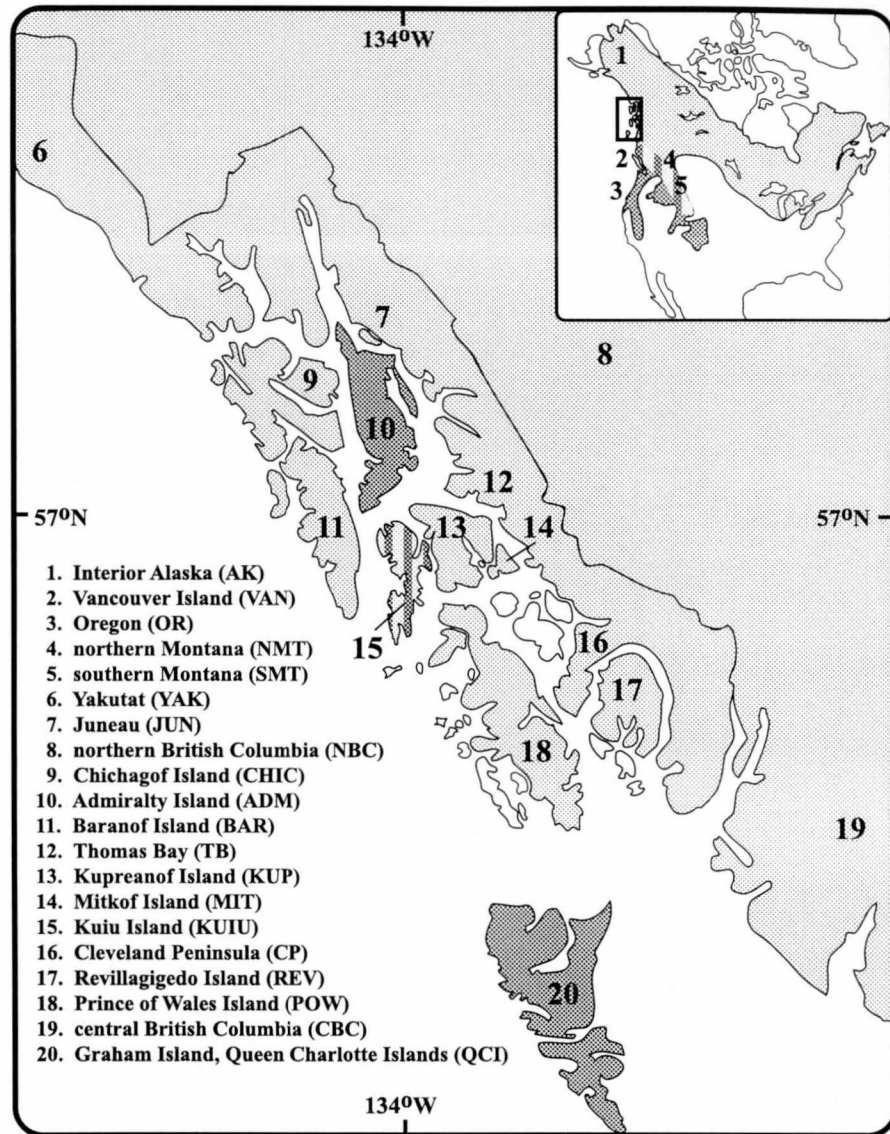 134ºW
1
2
4
3
5
6
7
8
9
10
12
57ºN
11
13
14
57ºN
15
16
17
18
19
20
1. Interior Alaska (AK)
2. Vancouver Island (VAN)
3. Oregon (OR)
4. northern Montana (NMT)
5. southern Montana (SMT)
6. Yakutat (YAK)
7. Juneau (JUN)
8. northern British Columbia (NBC)
9. Chichagof Island (CHIC)
10. Admiralty Island (ADM)
11. Baranof Island (BAR)
12. Thomas Bay (TB)
13. Kupreanof Island (KUP)
14. Mitkof Island (MIT)
15. Kuiu Island (KUIU)
16. Cleveland Peninsula (CP)
17. Revillagigedo Island (REV)
18. Prince of Wales Island (POW)
19. central British Columbia (CBC)
20. Graham Island, Queen Charlotte Islands (QCI)
134ºW